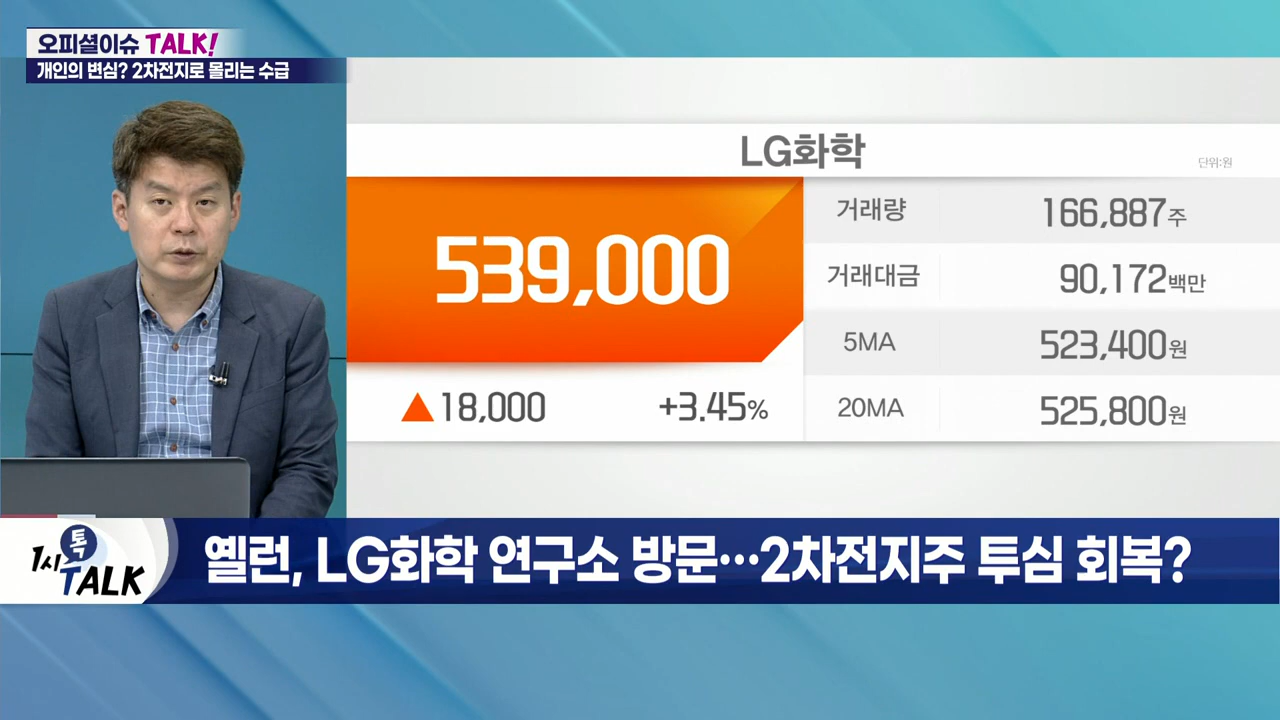 오피셜이슈 TALK!
개인의 변심? 2차전지로 몰리는 수급
LG화학
단위:원
539,000
▲18,000 +3.45%
거래량 166,887주
거래대금 90,172백만
5MA 523,400원
20MA 525,800원
1시톡 TALK
옐런, LG화학 연구소 방문…2차전지주 투심 회복?